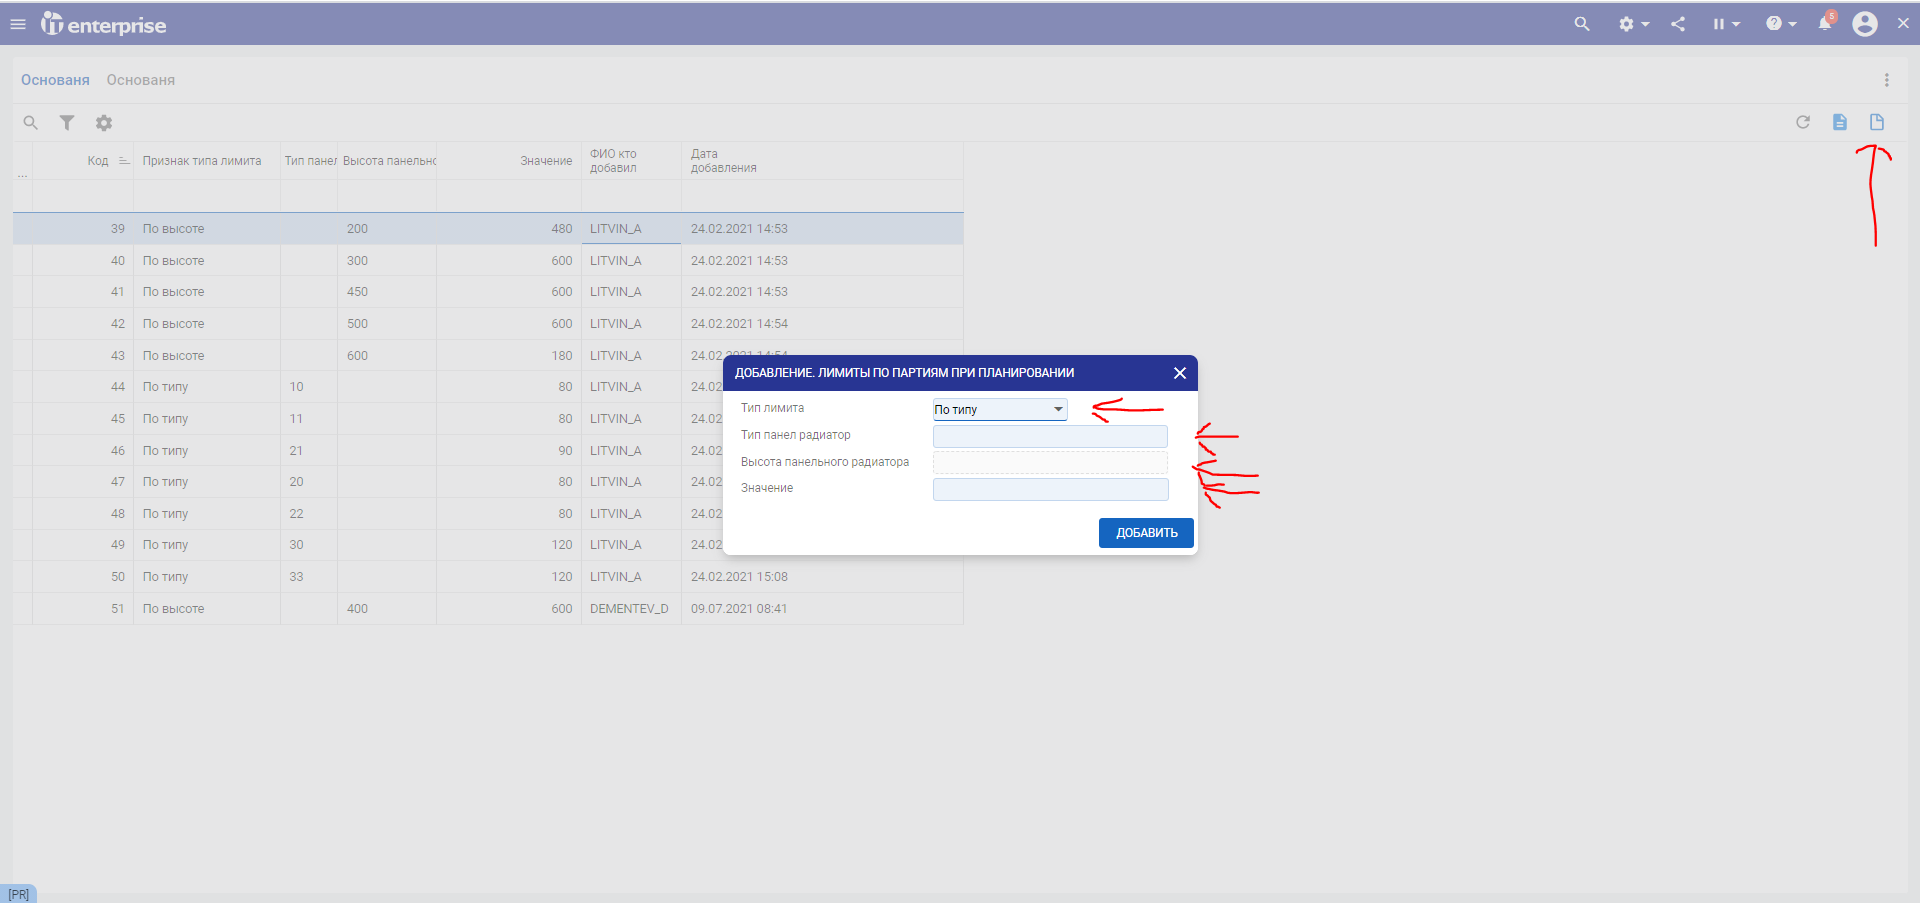 it enterprise
5
Основаня Основаня
... Код Признак типа лимита Тип панел Высота панельно Значение ФИО кто добавил Дата добавления
39 По высоте 200 480 LITVIN_A 24.02.2021 14:53
40 По высоте 300 600 LITVIN_A 24.02.2021 14:53
41 По высоте 450 600 LITVIN_A 24.02.2021 14:53
42 По высоте 500 600 LITVIN_A 24.02.2021 14:54
43 По высоте 600 180 LITVIN_A 24.02.2021 14:54
44 По типу 10 80 LITVIN_A 24.02
45 По типу 11 80 LITVIN_A 24.02
46 По типу 21 90 LITVIN_A 24.02
47 По типу 20 80 LITVIN_A 24.02
48 По типу 22 80 LITVIN_A 24.02
49 По типу 30 120 LITVIN_A 24.02
50 По типу 33 120 LITVIN_A 24.02.2021 15:08
51 По высоте 400 600 DEMENTEV_D 09.07.2021 08:41
ДОБАВЛЕНИЕ. ЛИМИТЫ ПО ПАРТИЯМ ПРИ ПЛАНИРОВАНИИ
Тип лимита По типу
Тип панел радиатор
Высота панельного радиатора
Значение
ДОБАВИТЬ
[PR]